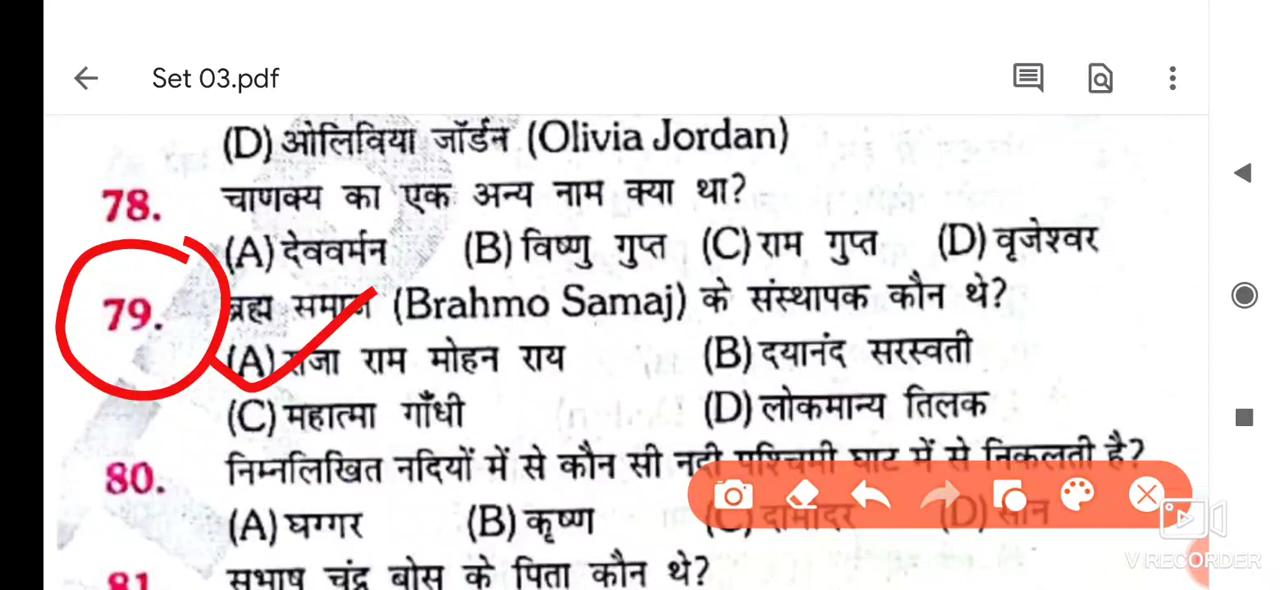 Set 03.pdf
(D) ओलिविया जॉर्डन (Olivia Jordan)
78. चाणक्य का एक अन्य नाम क्या था?
(A) देववर्मन (B) विष्णु गुप्त (C) राम गुप्त (D) वृजेश्वर
79. ब्रह्म समाज (Brahmo Samaj) के संस्थापक कौन थे?
(A) राजा राम मोहन राय (B) दयानंद सरस्वती
(C) महात्मा गाँधी (D) लोकमान्य तिलक
80. निम्नलिखित नदियों में से कौन सी नदी पश्चिमी घाट में से निकलती है?
(A) घग्गर (B) कृष्ण (C) दामोदर (D) सोन
81. सुभाष चंद्र बोस के पिता कौन थे?
V RECORDER